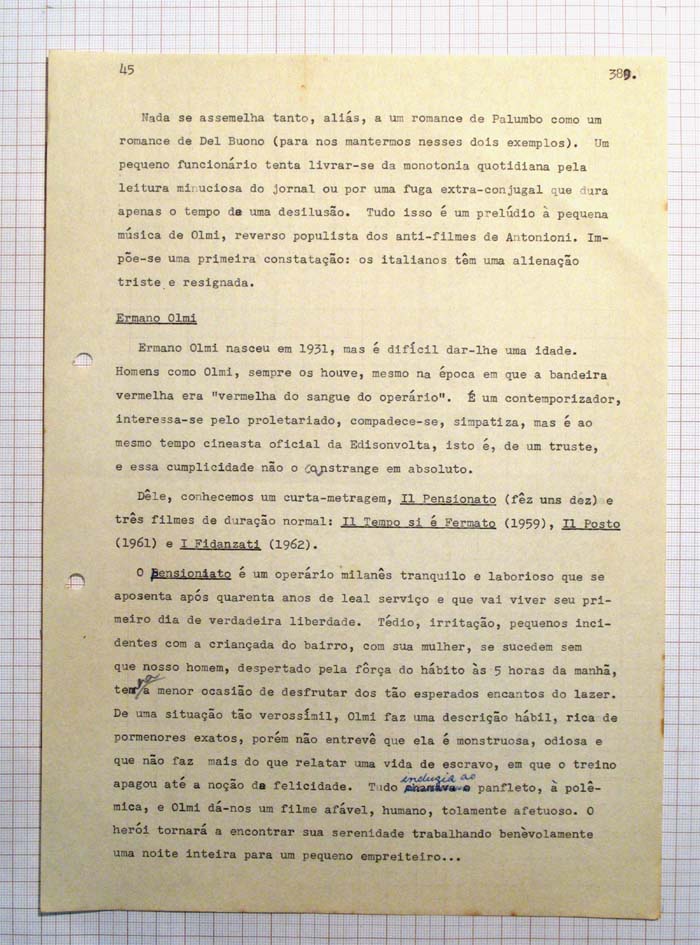 45 389.
Nada se assemelha tanto, aliás, a um romance de Palumbo como um
romance de Del Buono (para nos mantermos nesses dois exemplos). Um
pequeno funcionário tenta livrar-se da monotonia quotidiana pela
leitura minuciosa do jornal ou por uma fuga extra-conjugal que dura
apenas o tempo de uma desilusão. Tudo isso é um prelúdio à pequena
música de Olmi, reverso populista dos anti-filmes de Antonioni. Im-
põe-se uma primeira constatação: os italianos têm uma alienação
triste e resignada.
Ermano Olmi
Ermano Olmi nasceu em 1931, mas é difícil dar-lhe uma idade.
Homens como Olmi, sempre os houve, mesmo na época em que a bandeira
vermelha era "vermelha do sangue do operário". É um contemporizador,
interessa-se pelo proletariado, compadece-se, simpatiza, mas é ao
mesmo tempo cineasta oficial da Edisonvolta, isto é, de um truste,
e essa cumplicidade não o constrange em absoluto.
Dêle, conhecemos um curta-metragem, Il Pensionato (fêz uns dez) e
três filmes de duração normal: Il Tempo si é Fermato (1959), Il Posto
(1961) e I Fidanzati (1962).
O Pensioniato é um operário milanês tranquilo e laborioso que se
aposenta após quarenta anos de leal serviço e que vai viver seu pri-
meiro dia de verdadeira liberdade. Tédio, irritação, pequenos inci-
dentes com a criançada do bairro, com sua mulher, se sucedem sem
que nosso homem, despertado pela fôrça do hábito às 5 horas da manhã,
tenha a menor ocasião de desfrutar dos tão esperados encantos do lazer.
De uma situação tão verossímil, Olmi faz uma descrição hábil, rica de
pormenores exatos, porém não entrevê que ela é monstruosa, odiosa e
que não faz mais do que relatar uma vida de escravo, em que o treino
apagou até a noção de felicidade. Tudo induzia ao panfleto, à polê-
mica, e Olmi dá-nos um filme afável, humano, tolamente afetuoso. O
herói tornará a encontrar sua serenidade trabalhando benèvolamente
uma noite inteira para um pequeno empreiteiro...